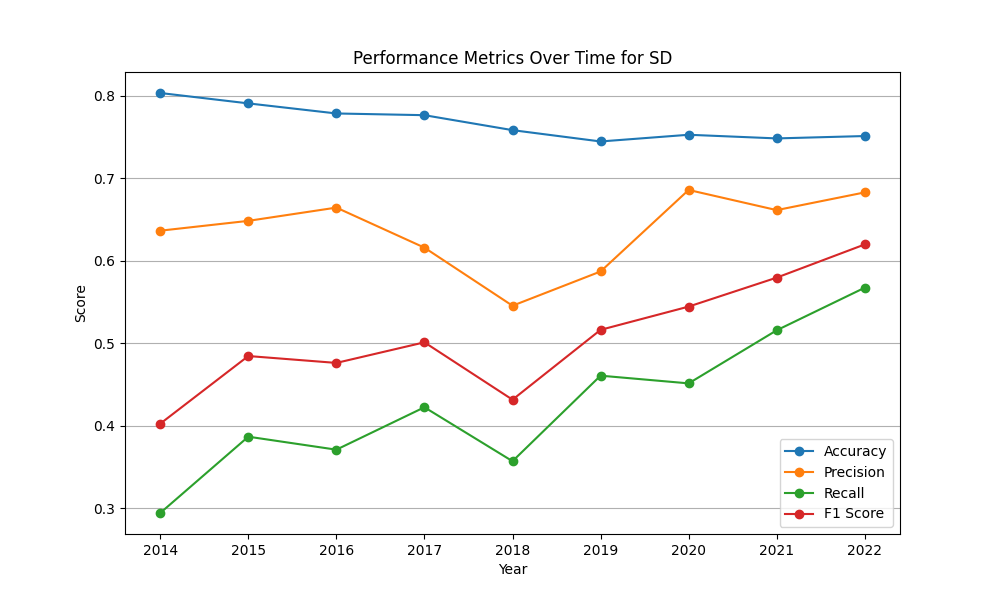 Performance Metrics Over Time for SD
Score
0.8
0.7
0.6
0.5
0.4
0.3
Accuracy
Precision
Recall
F1 Score
2014 2015 2016 2017 2018 2019 2020 2021 2022
Year